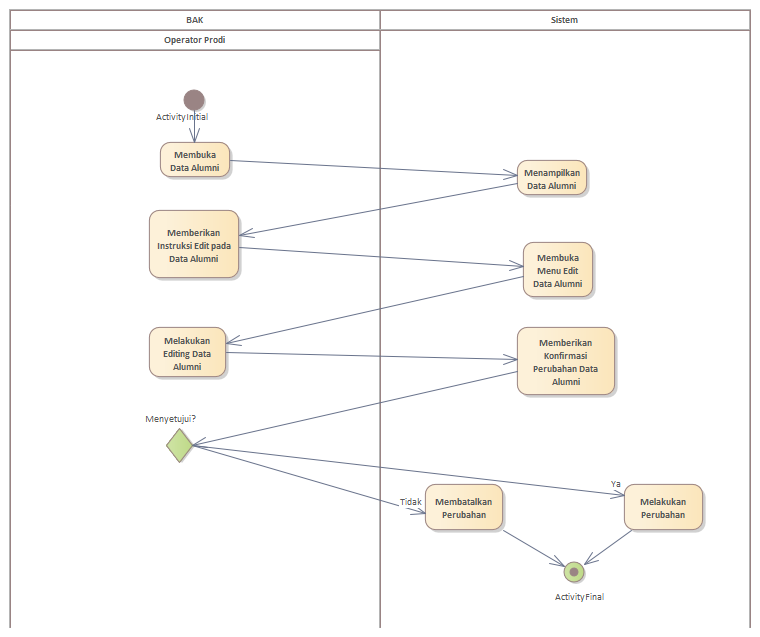 BAK
Sistem
Operator Prodi
ActivityInitial
Membuka
Data Alumni
Menampilkan
Data Alumni
Memberikan
Instruksi Edit pada
Data Alumni
Membuka
Menu Edit
Data Alumni
Melakukan
Editing Data
Alumni
Memberikan
Konfirmasi
Perubahan Data
Alumni
Menyetujui?
Tidak
Ya
Membatalkan
Perubahan
Melakukan
Perubahan
ActivityFinal